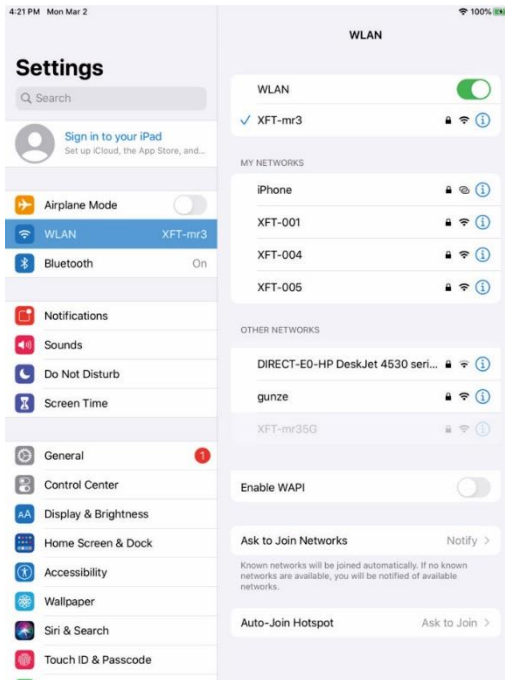 4:21 PM Mon Mar 2
100%
Settings
Search
Sign in to your iPad
Set up iCloud, the App Store, and...
Airplane Mode
WLAN XFT-mr3
Bluetooth On
Notifications
Sounds
Do Not Disturb
Screen Time
General 1
Control Center
AA Display & Brightness
Home Screen & Dock
Accessibility
Wallpaper
Siri & Search
Touch ID & Passcode
WLAN
WLAN
XFT-mr3
MY NETWORKS
iPhone
XFT-001
XFT-004
XFT-005
OTHER NETWORKS
DIRECT-E0-HP DeskJet 4530 seri...
gunze
XFT-mr35G
Enable WAPI
Ask to Join Networks Notify
Known networks will be joined automatically. If no known
networks are available, you will be notified of available
networks.
Auto-Join Hotspot Ask to Join